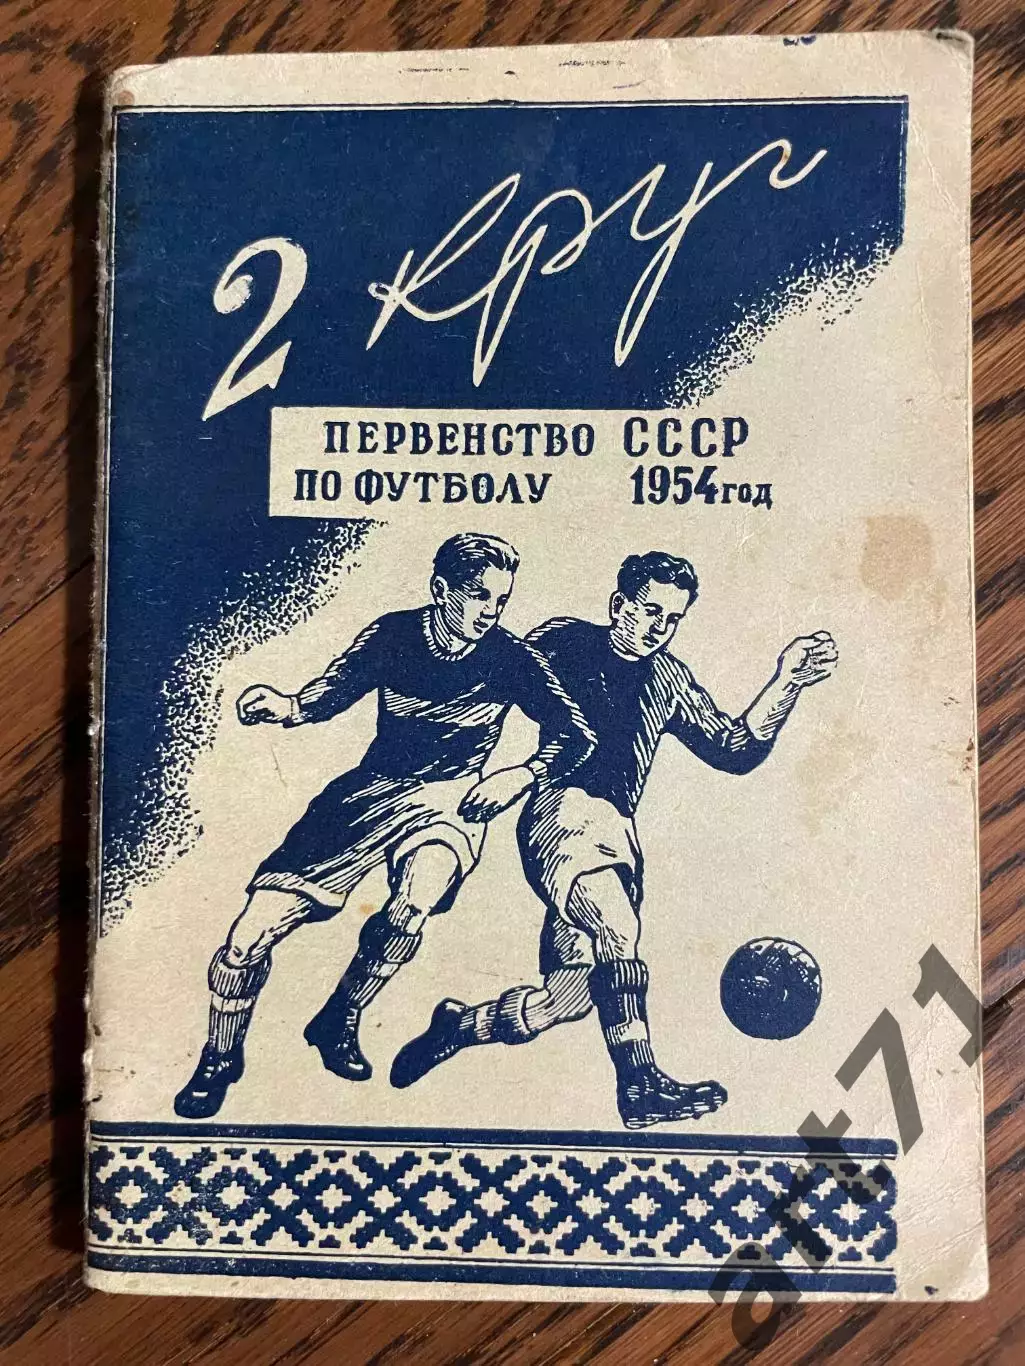 2 круг
ПЕРВЕНСТВО СССР
ПО ФУТБОЛУ 1954 год
art71